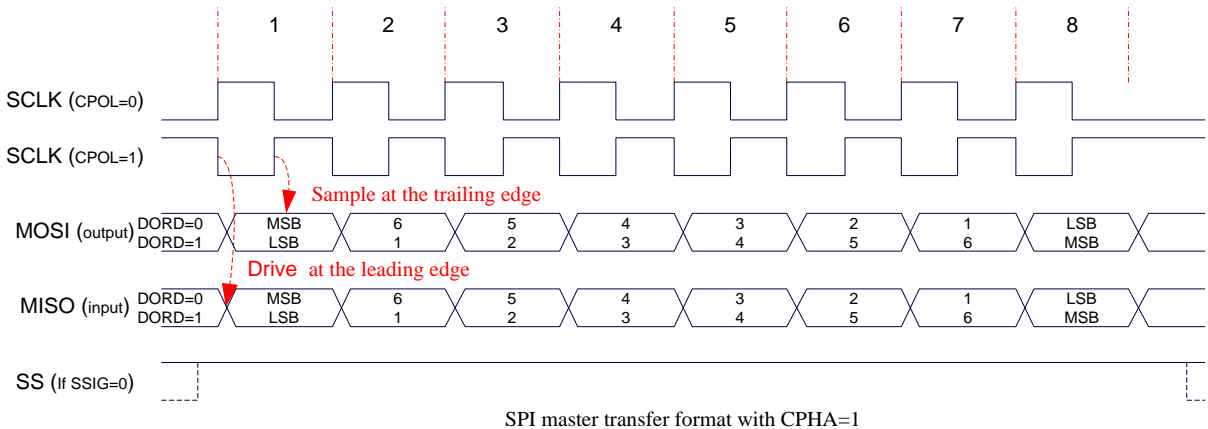 1 2 3 4 5 6 7 8
SCLK (CPOL=0)
SCLK (CPOL=1)
Sample at the trailing edge
MOSI (output) DORD=0 MSB 6 5 4 3 2 1 LSB
DORD=1 LSB 1 2 3 4 5 6 MSB
Drive at the leading edge
MISO (input) DORD=0 MSB 6 5 4 3 2 1 LSB
DORD=1 LSB 1 2 3 4 5 6 MSB
SS (If SSIG=0)
SPI master transfer format with CPHA=1